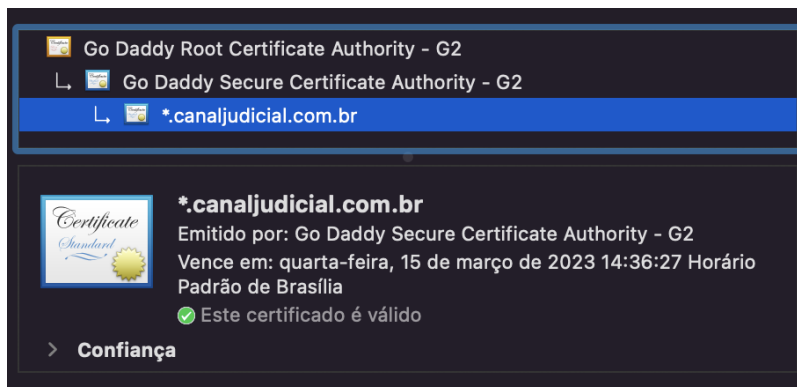 Go Daddy Root Certificate Authority - G2
Go Daddy Secure Certificate Authority - G2
*.canaljudicial.com.br
Certificate
Standard
*.canaljudicial.com.br
Emitido por: Go Daddy Secure Certificate Authority - G2
Vence em: quarta-feira, 15 de março de 2023 14:36:27 Horário
Padrão de Brasília
Este certificado é válido
Confiança